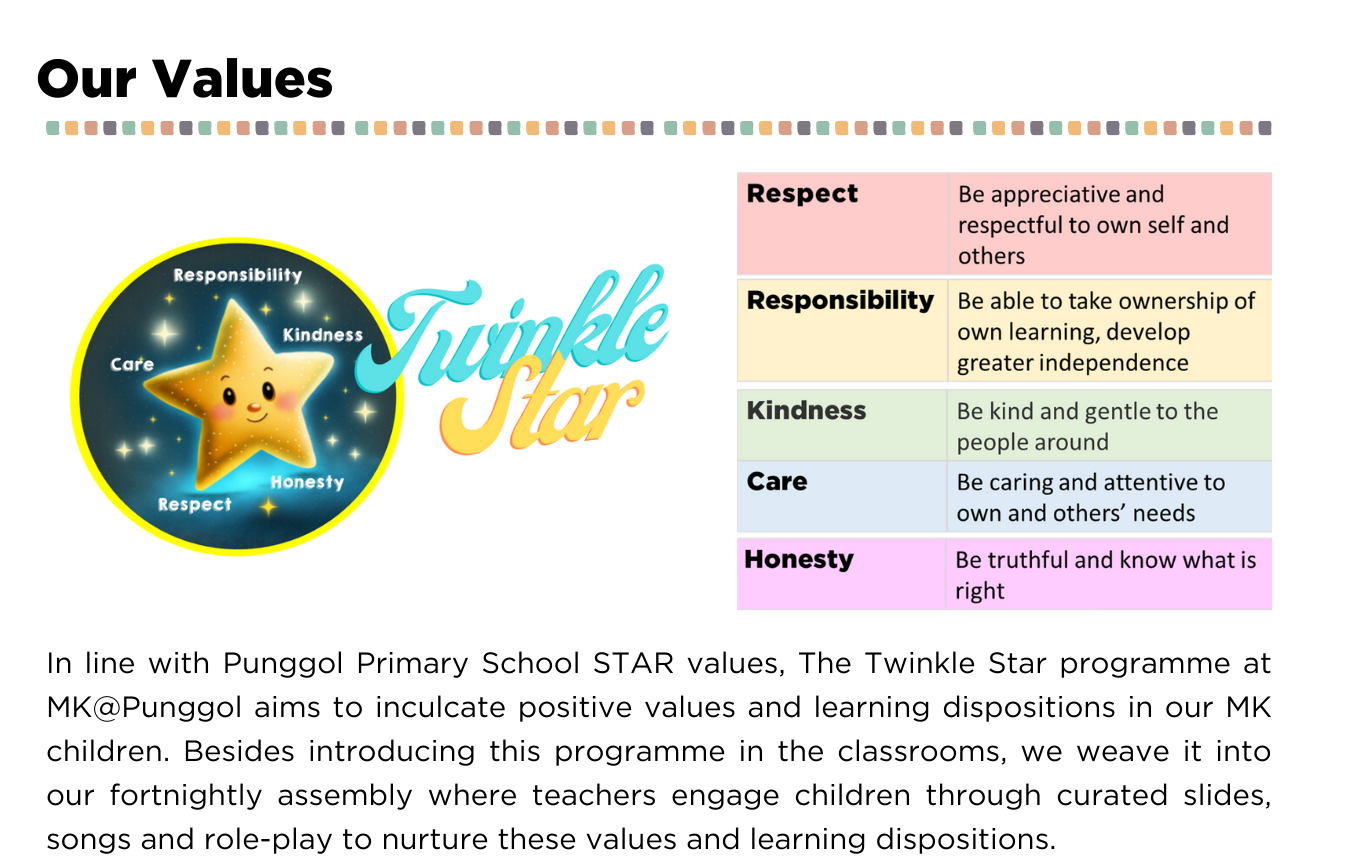 Our Values
Responsibility
Kindness
Care
Honesty
Respect
Twinkle
Star
Respect
Be appreciative and
respectful to own self and
others
Responsibility
Be able to take ownership of
own learning, develop
greater independence
Kindness
Be kind and gentle to the
people around
Care
Be caring and attentive to
own and others’ needs
Honesty
Be truthful and know what is
right
In line with Punggol Primary School STAR values, The Twinkle Star programme at
MK@Punggol aims to inculcate positive values and learning dispositions in our MK
children. Besides introducing this programme in the classrooms, we weave it into
our fortnightly assembly where teachers engage children through curated slides,
songs and role-play to nurture these values and learning dispositions.